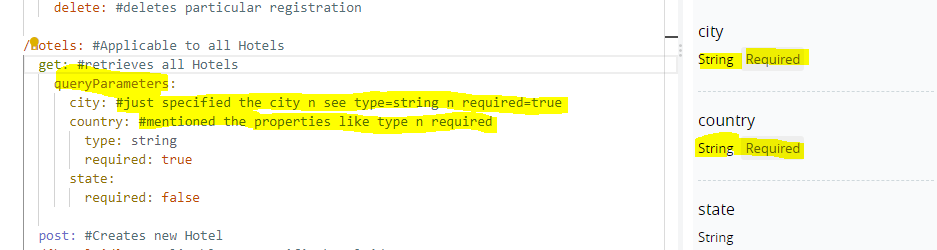 delete: #deletes particular registration
/hotels: #Applicable to all Hotels
get: #retrieves all Hotels
queryParameters:
city: #just specified the city n see type=string n required=true
country: #mentioned the properties like type n required
type: string
required: true
state:
required: false
post: #Creates new Hotel
city
String Required
country
String Required
state
String